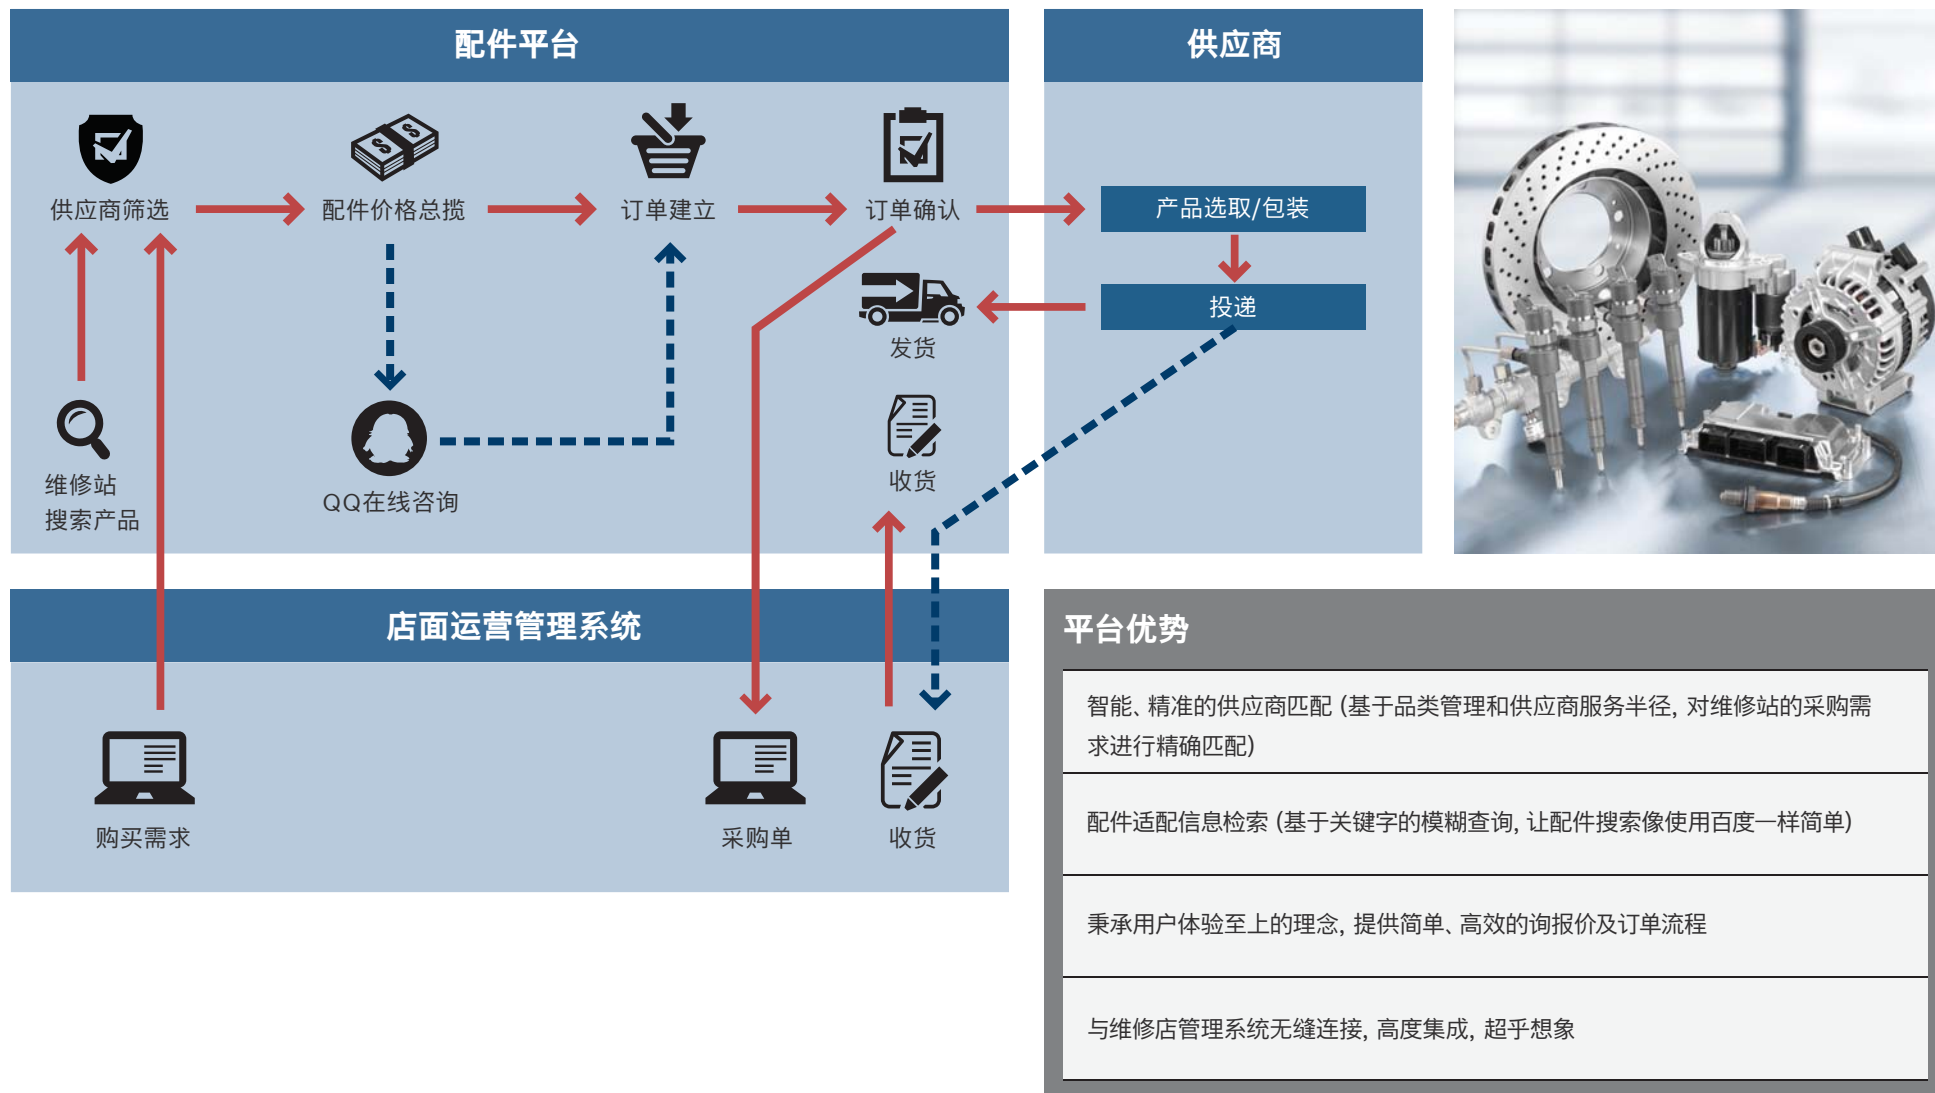 配件平台
供应商
供应商筛选
配件价格总揽
订单建立
订单确认
产品选取/包装
投递
发货
收货
维修站
搜索产品
QQ在线咨询
店面运营管理系统
购买需求
采购单
收货
平台优势
智能、精准的供应商匹配 (基于品类管理和供应商服务半径, 对维修站的采购需
求进行精确匹配)
配件适配信息检索 (基于关键字的模糊查询, 让配件搜索像使用百度一样简单)
秉承用户体验至上的理念, 提供简单、高效的询报价及订单流程
与维修店管理系统无缝连接, 高度集成, 超乎想象